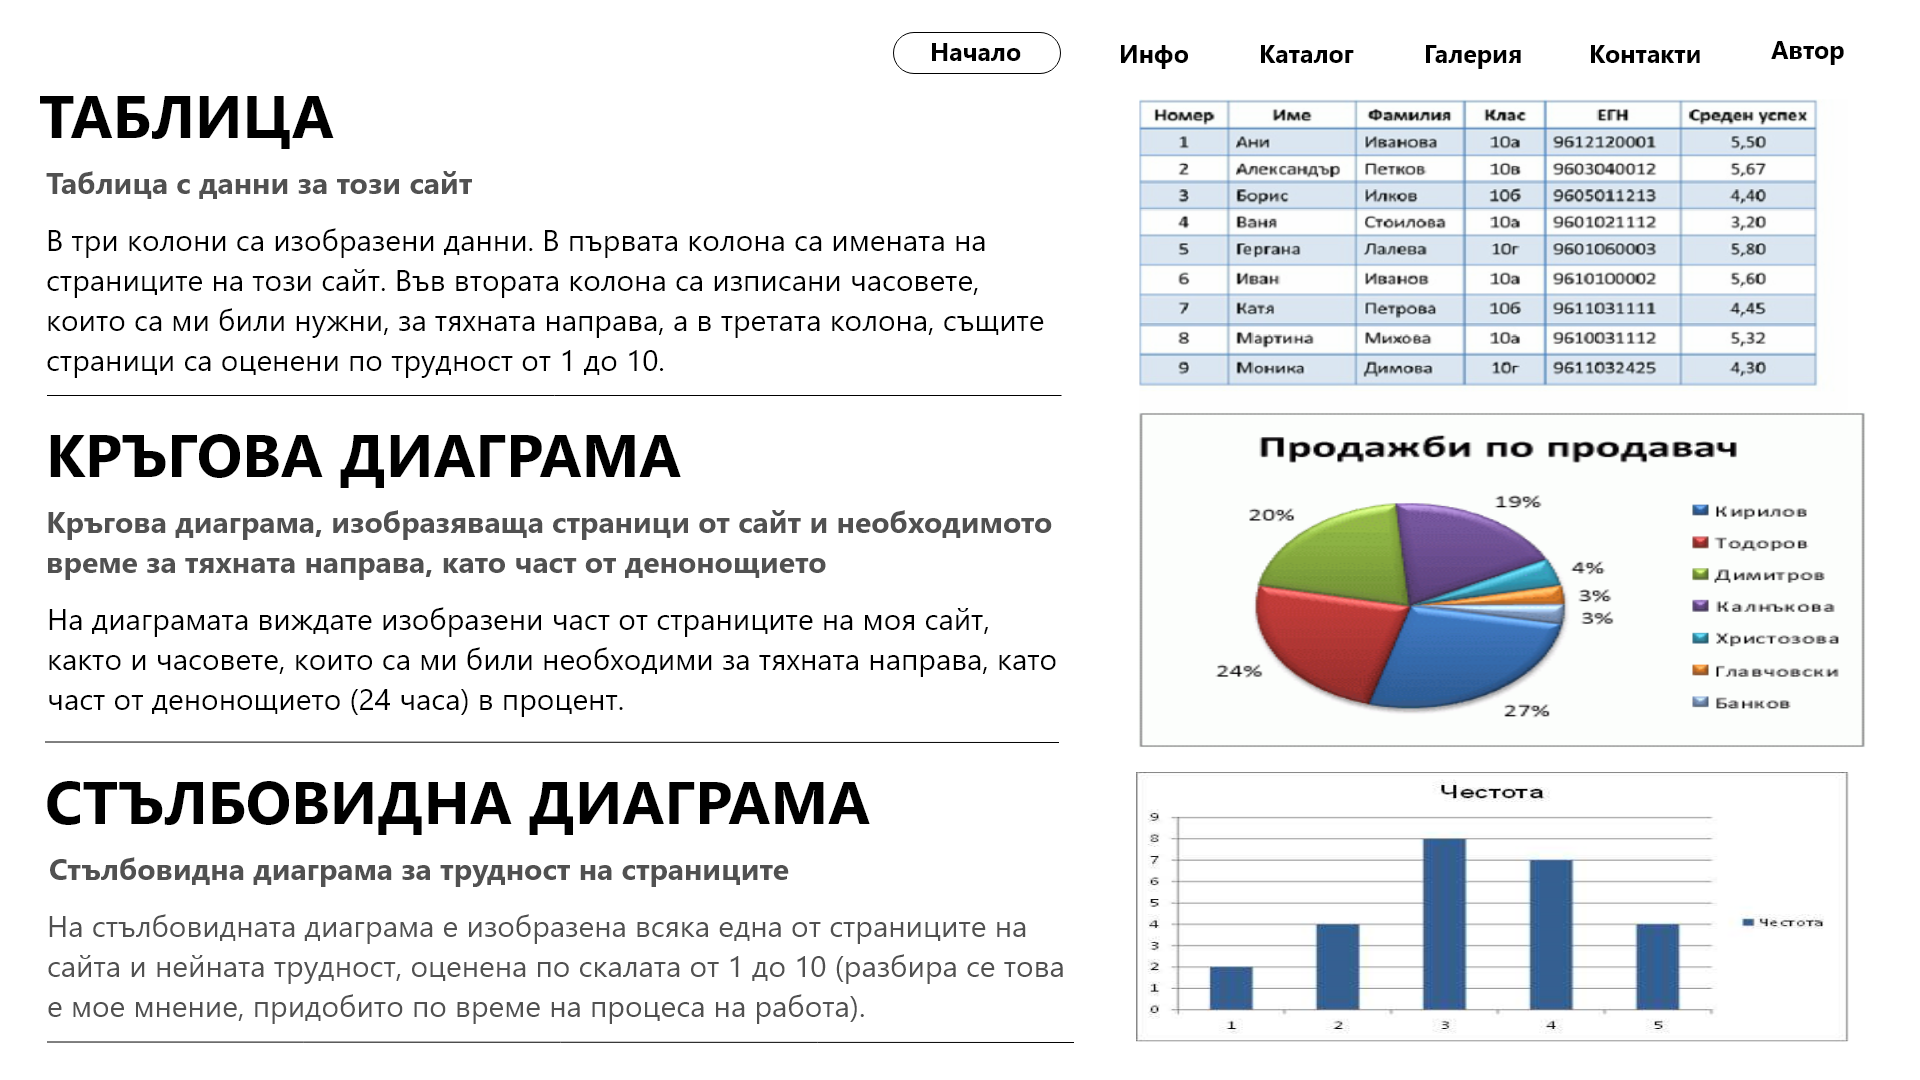 Начало Инфо Каталог Галерия Контакти Автор
ТАБЛИЦА
Таблица с данни за този сайт
В три колони са изобразени данни. В първата колона са имената на
страниците на този сайт. Във втората колона са изписани часовете,
които са ми били нужни, за тяхната направа, а в третата колона, същите
страници са оценени по трудност от 1 до 10.
Номер Име Фамилия Клас ЕГН Среден успех
1 Ани Иванова 10а 9612120001 5,50
2 Александър Петков 10в 9603040012 5,67
3 Борис Илков 10б 9605011213 4,40
4 Ваня Стоилова 10а 9601021112 3,20
5 Гергана Лалева 10г 9601060003 5,80
6 Иван Иванов 10а 9610100002 5,60
7 Катя Петрова 10б 9611031111 4,45
8 Мартина Михова 10а 9610031112 5,32
9 Моника Димова 10г 9611032425 4,30
КРЪГОВА ДИАГРАМА
Кръгова диаграма, изобразяваща страници от сайт и необходимото
време за тяхната направа, като част от денонощието
На диаграмата виждате изобразени част от страниците на моя сайт,
както и часовете, които са ми били необходими за тяхната направа, като
част от денонощието (24 часа) в процент.
Продажби по продавач
19%
20%
4%
3%
3%
24%
27%
Кирилов
Тодоров
Димитров
Калнъкова
Христозова
Главчовски
Банков
СТЪЛБОВИДНА ДИАГРАМА
Стълбовидна диаграма за трудност на страниците
На стълбовидната диаграма е изобразена всяка една от страниците на
сайта и нейната трудност, оценена по скалата от 1 до 10 (разбира се това
е мое мнение, придобито по време на процеса на работа).
Честота
9
8
7
6
5
4
3
2
1
0
1 2 3 4 5
Честота